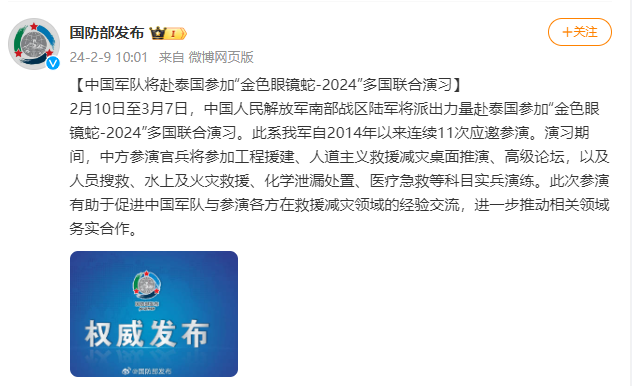 国防部发布
1
+关注
24-2-9 10:01 来自 微博网页版
【中国军队将赴泰国参加“金色眼镜蛇-2024”多国联合演习】
2月10日至3月7日，中国人民解放军南部战区陆军将派出力量赴泰国参加“金色眼
镜蛇-2024”多国联合演习。此系我军自2014年以来连续11次应邀参演。演习期
间，中方参演官兵将参加工程援建、人道主义救援减灾桌面推演、高级论坛，以及
人员搜救、水上及火灾救援、化学泄漏处置、医疗急救等科目实兵演练。此次参演
有助于促进中国军队与参演各方在救援减灾领域的经验交流，进一步推动相关领域
务实合作。
国防部发布
权威发布
@国防部发布